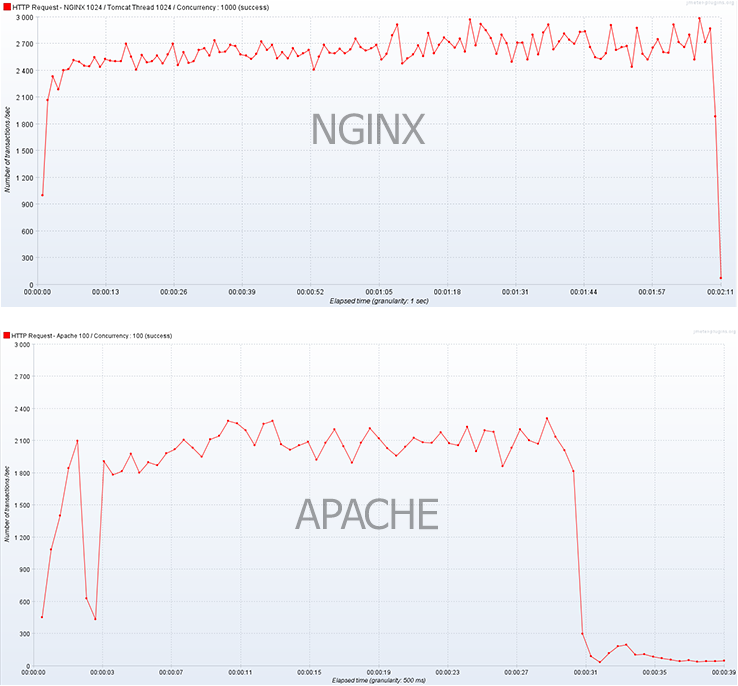 jmeter-plugins.org
HTTP Request - NGINX 1024 / Tomcat Thread 1024 / Concurrency : 1000 (success)
3 000
2 700
2 400
2 100
1 800
1 500
1 200
900
600
300
0
Number of transactions /sec
NGINX
00:00:00 00:00:13 00:00:26 00:00:39 00:00:52 00:01:05 00:01:18 00:01:31 00:01:44 00:01:57 00:02:11
Elapsed time (granularity: 1 sec)
jmeter-plugins.org
HTTP Request - Apache 100 / Concurrency : 100 (success)
3 000
2 700
2 400
2 100
1 800
1 500
1 200
900
600
300
0
Number of transactions /sec
APACHE
00:00:00 00:00:03 00:00:07 00:00:11 00:00:15 00:00:19 00:00:23 00:00:27 00:00:31 00:00:35 00:00:39
Elapsed time (granularity: 500 ms)